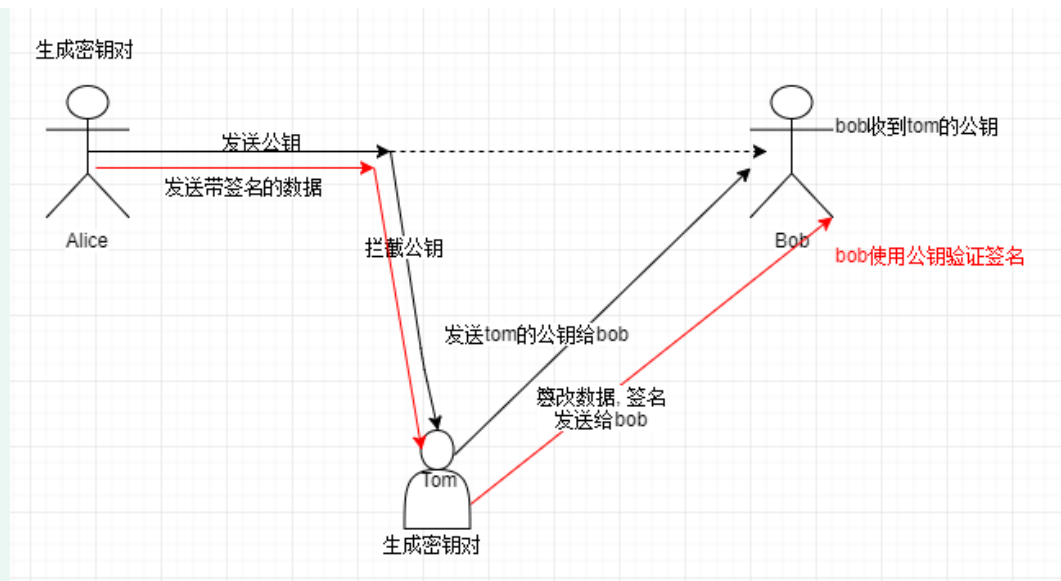 生成密钥对
发送公钥
bob收到tom的公钥
发送带签名的数据
Alice
拦截公钥
Bob
bob使用公钥验证签名
发送tom的公钥给bob
篡改数据, 签名
发送给bob
Tom
生成密钥对